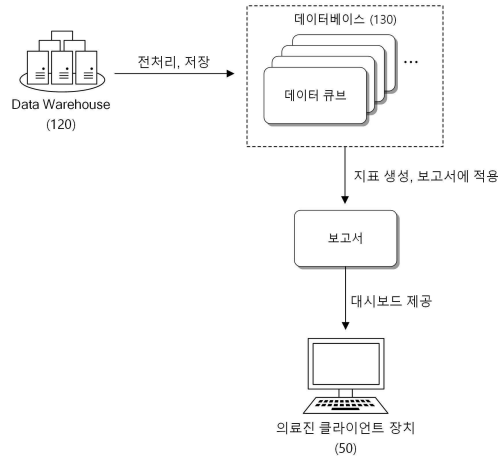 데이터베이스 (130)
전처리, 저장
...
데이터 큐브
Data Warehouse
(120)
지표 생성, 보고서에 적용
보고서
대시보드 제공
의료진 클라이언트 장치
(50)